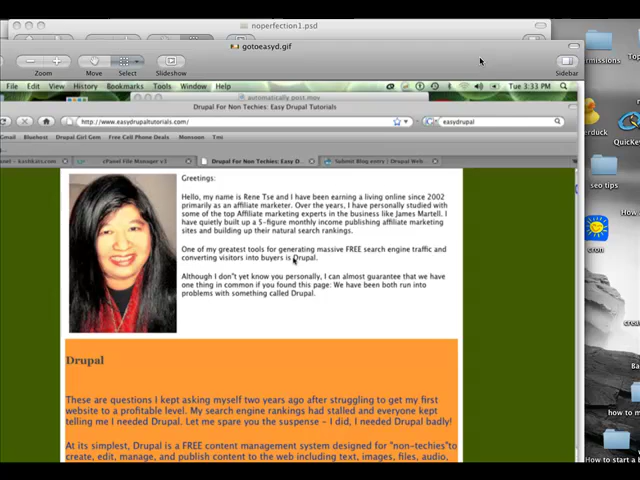 noperfection1.psd
gotoeasyd.gif
Zoom Move Select Slideshow Sidebar
File Edit View History Bookmarks Tools Window Help Tue 3:33 PM
automatically post.mov
Drupal For Non Techies: Easy Drupal Tutorials
http://www.easydrupaltutorials.com/
easydrupal
Gmail Bluehost Drupal Girl Gem Free Cell Phone Deals Monsoon Tmi
cPanel File Manager v3 Drupal For Non Techies: Easy D... Submit Blog entry | Drupal Web...
Greetings:
Hello, my name is Rene Tse and I have been earning a living online since 2002
primarily as an affiliate marketer. Over the years, I have personally studied with
some of the top Affiliate marketing experts in the business like James Martell. I
have quietly built up a 5-figure monthly income publishing affiliate marketing
sites and building up their natural search rankings.
One of my greatest tools for generating massive FREE search engine traffic and
converting visitors into buyers is Drupal.
Although I don"t yet know you personally, I can almost guarantee that we have
one thing in common if you found this page: We have been both run into
problems with something called Drupal.
Drupal
These are questions I kept asking myself two years ago after struggling to get my first
website to a profitable level. My search engine rankings had stalled and everyone kept
telling me I needed Drupal. Let me spare you the suspense - I did, I needed Drupal badly!
At its simplest, Drupal is a FREE content management system designed for "non-techies"to
create, edit, manage, and publish content to the web including text, images, files, audio,
seo tips
cron
how to m
How to start a b